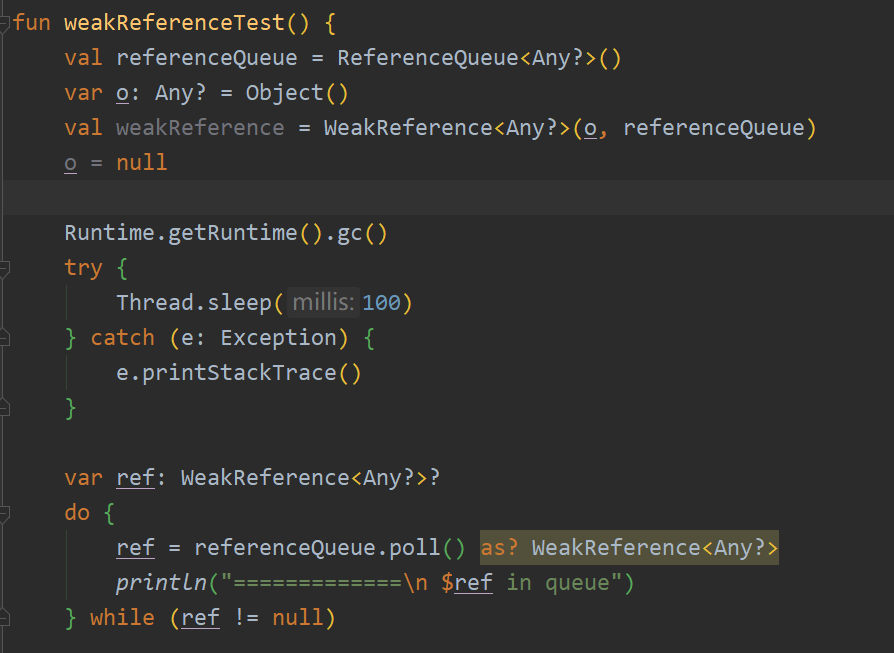 fun weakReferenceTest() {
    val referenceQueue = ReferenceQueue<Any?>()
    var o: Any? = Object()
    val weakReference = WeakReference<Any?>(o, referenceQueue)
    o = null

    Runtime.getRuntime().gc()
    try {
        Thread.sleep( millis: 100)
    } catch (e: Exception) {
        e.printStackTrace()
    }

    var ref: WeakReference<Any?>?
    do {
        ref = referenceQueue.poll() as? WeakReference<Any?>
        println("=============\n $ref in queue")
    } while (ref != null)